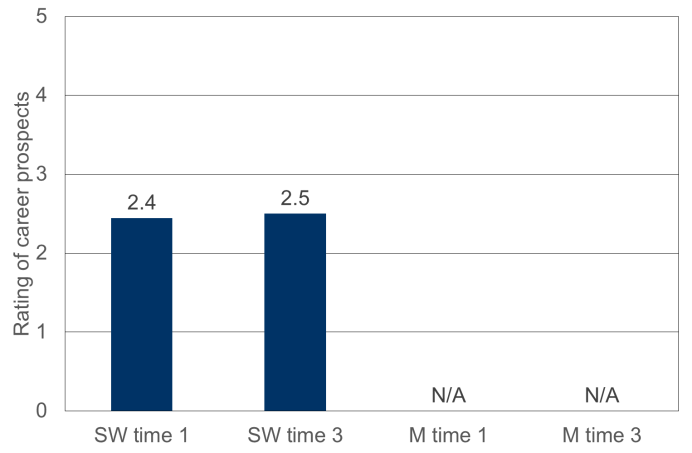 Rating of career prospects
5
4
3
2
1
0
2.4
2.5
N/A
N/A
SW time 1
SW time 3
M time 1
M time 3